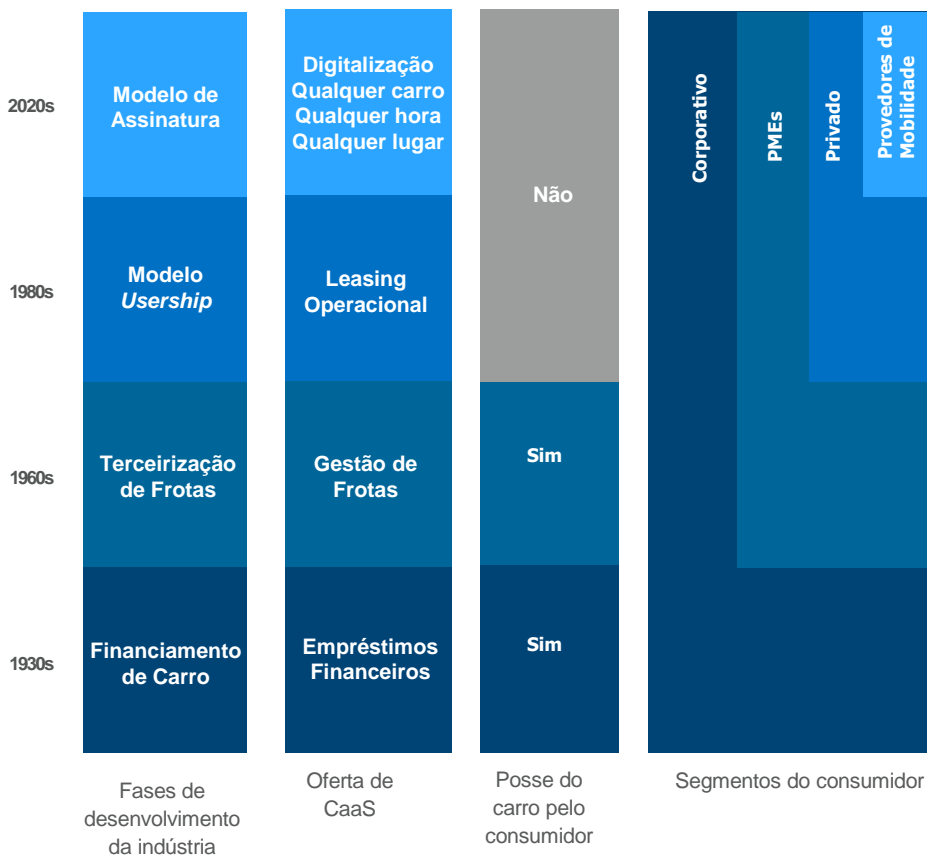 2020s
Modelo de
Assinatura
Digitalização
Qualquer carro
Qualquer hora
Qualquer lugar
Não
Corporativo
PMEs
Privado
Provedores de
Mobilidade
1980s
Modelo
Usership
Leasing
Operacional
1960s
Terceirização
de Frotas
Gestão de
Frotas
Sim
1930s
Financiamento
de Carro
Empréstimos
Financeiros
Sim
Fases de
desenvolvimento
da indústria
Oferta de
CaaS
Posse do
carro pelo
consumidor
Segmentos do consumidor